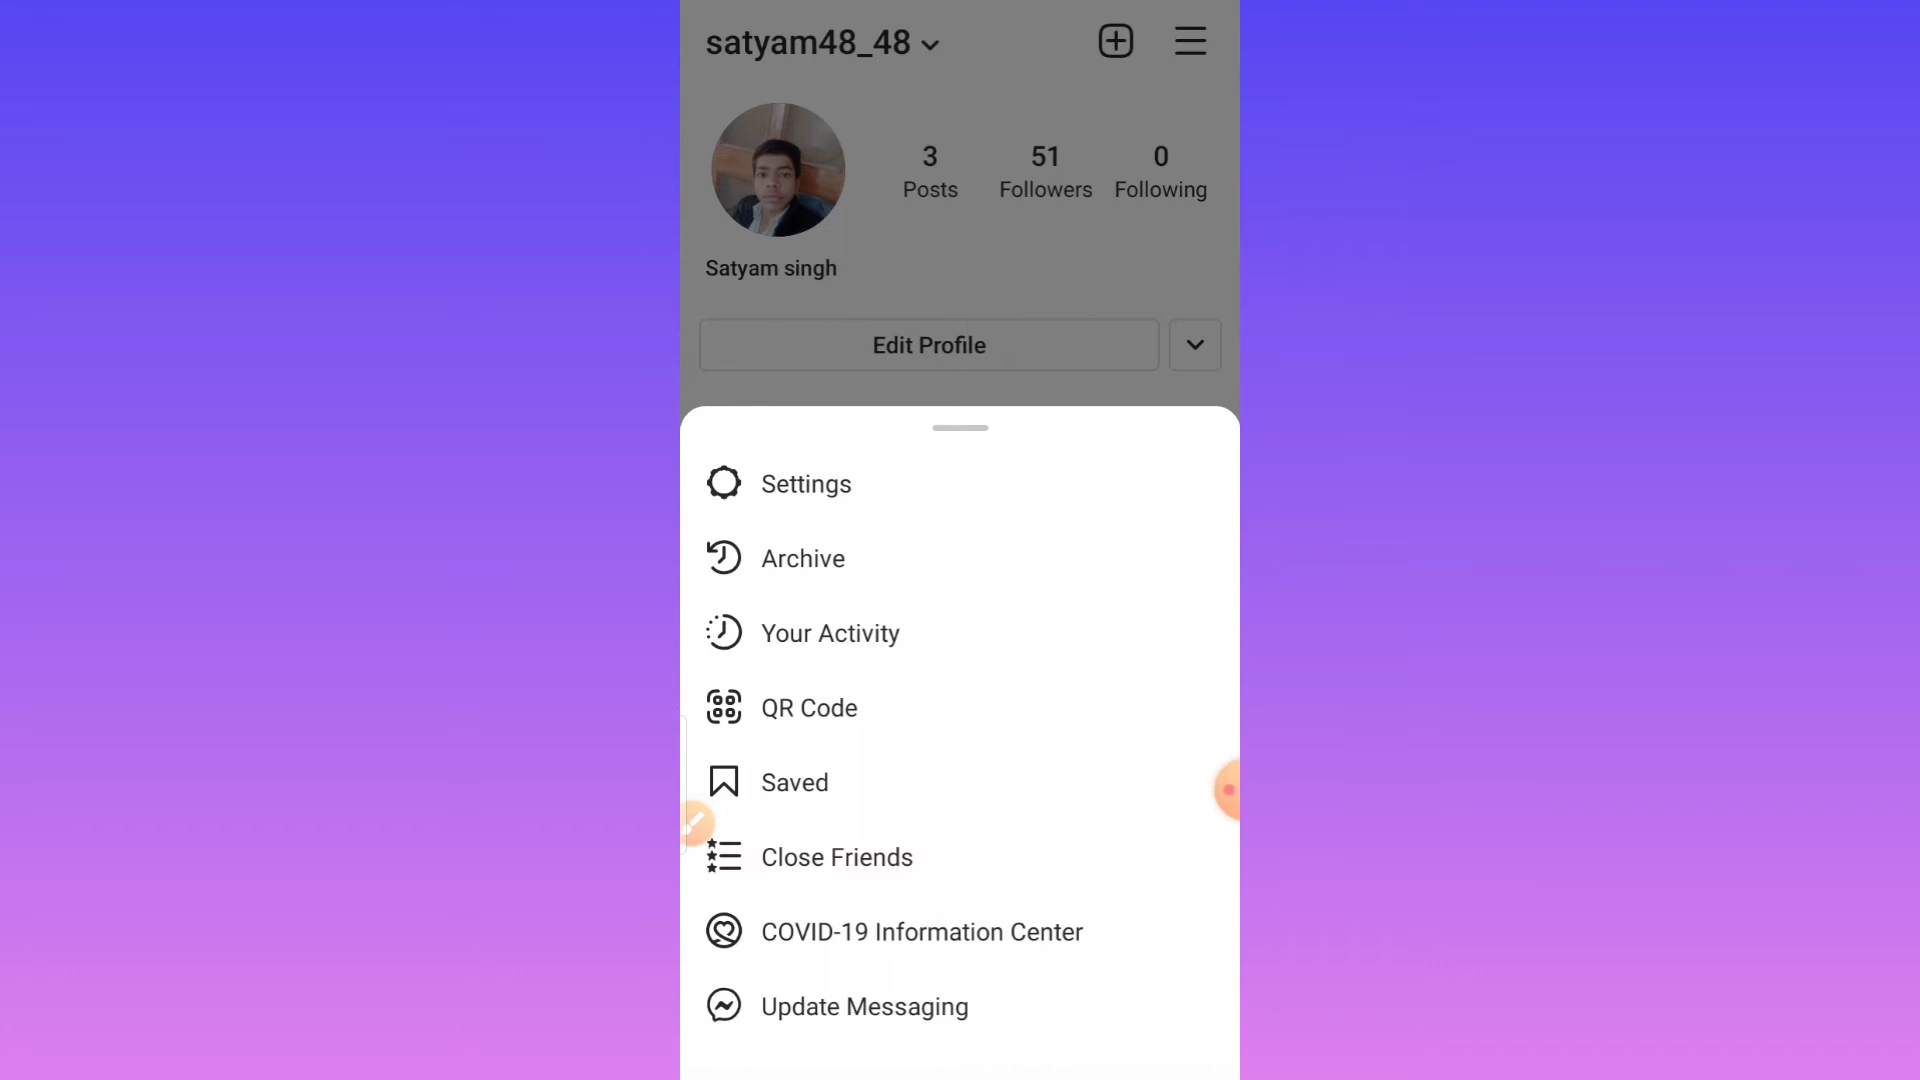 satyam48_48
3 51 0
Posts Followers Following
Satyam singh
Edit Profile
Settings
Archive
Your Activity
QR Code
Saved
Close Friends
COVID-19 Information Center
Update Messaging